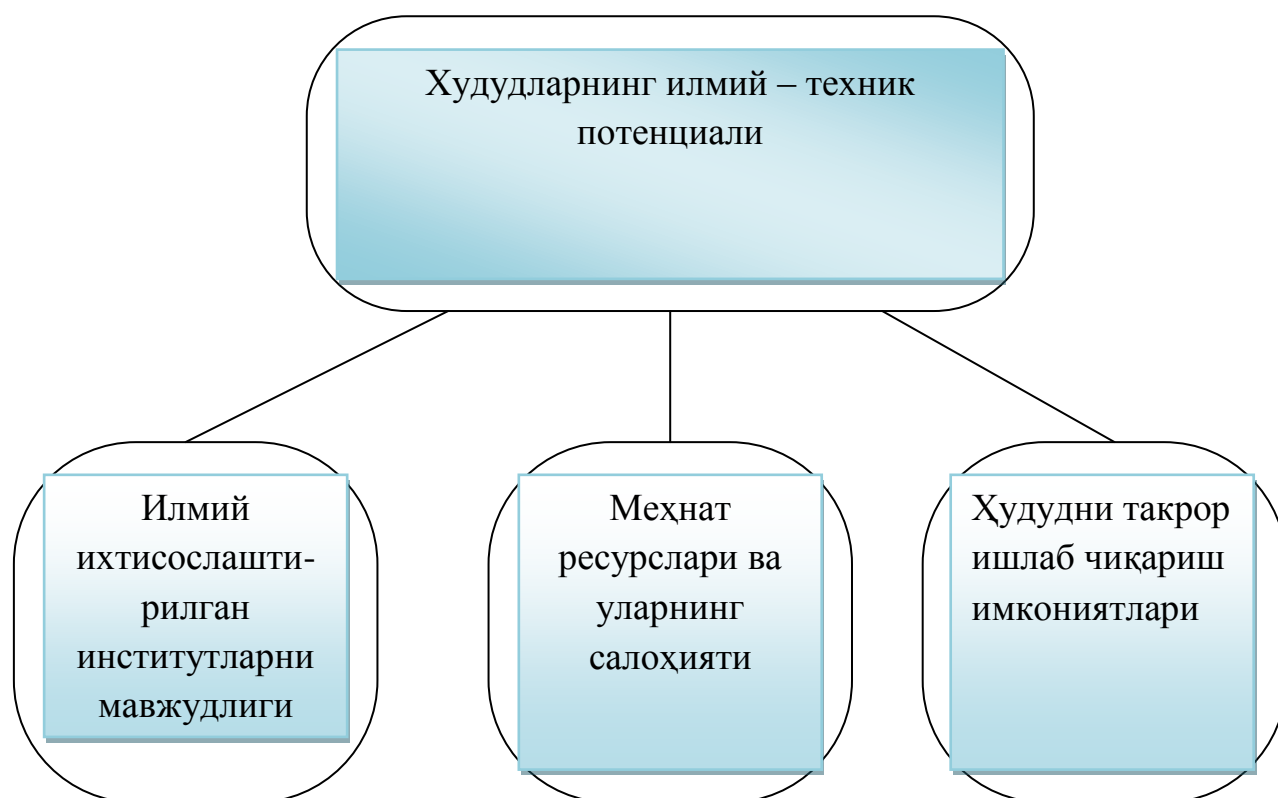 Худудларнинг илмий – техник
потенциали
Илмий
ихтисослашти-
рилган
институтларни
мавжудлиги
Меҳнат
ресурслари ва
уларнинг
салоҳияти
Ҳудудни такрор
ишлаб чиқариш
имкониятлари